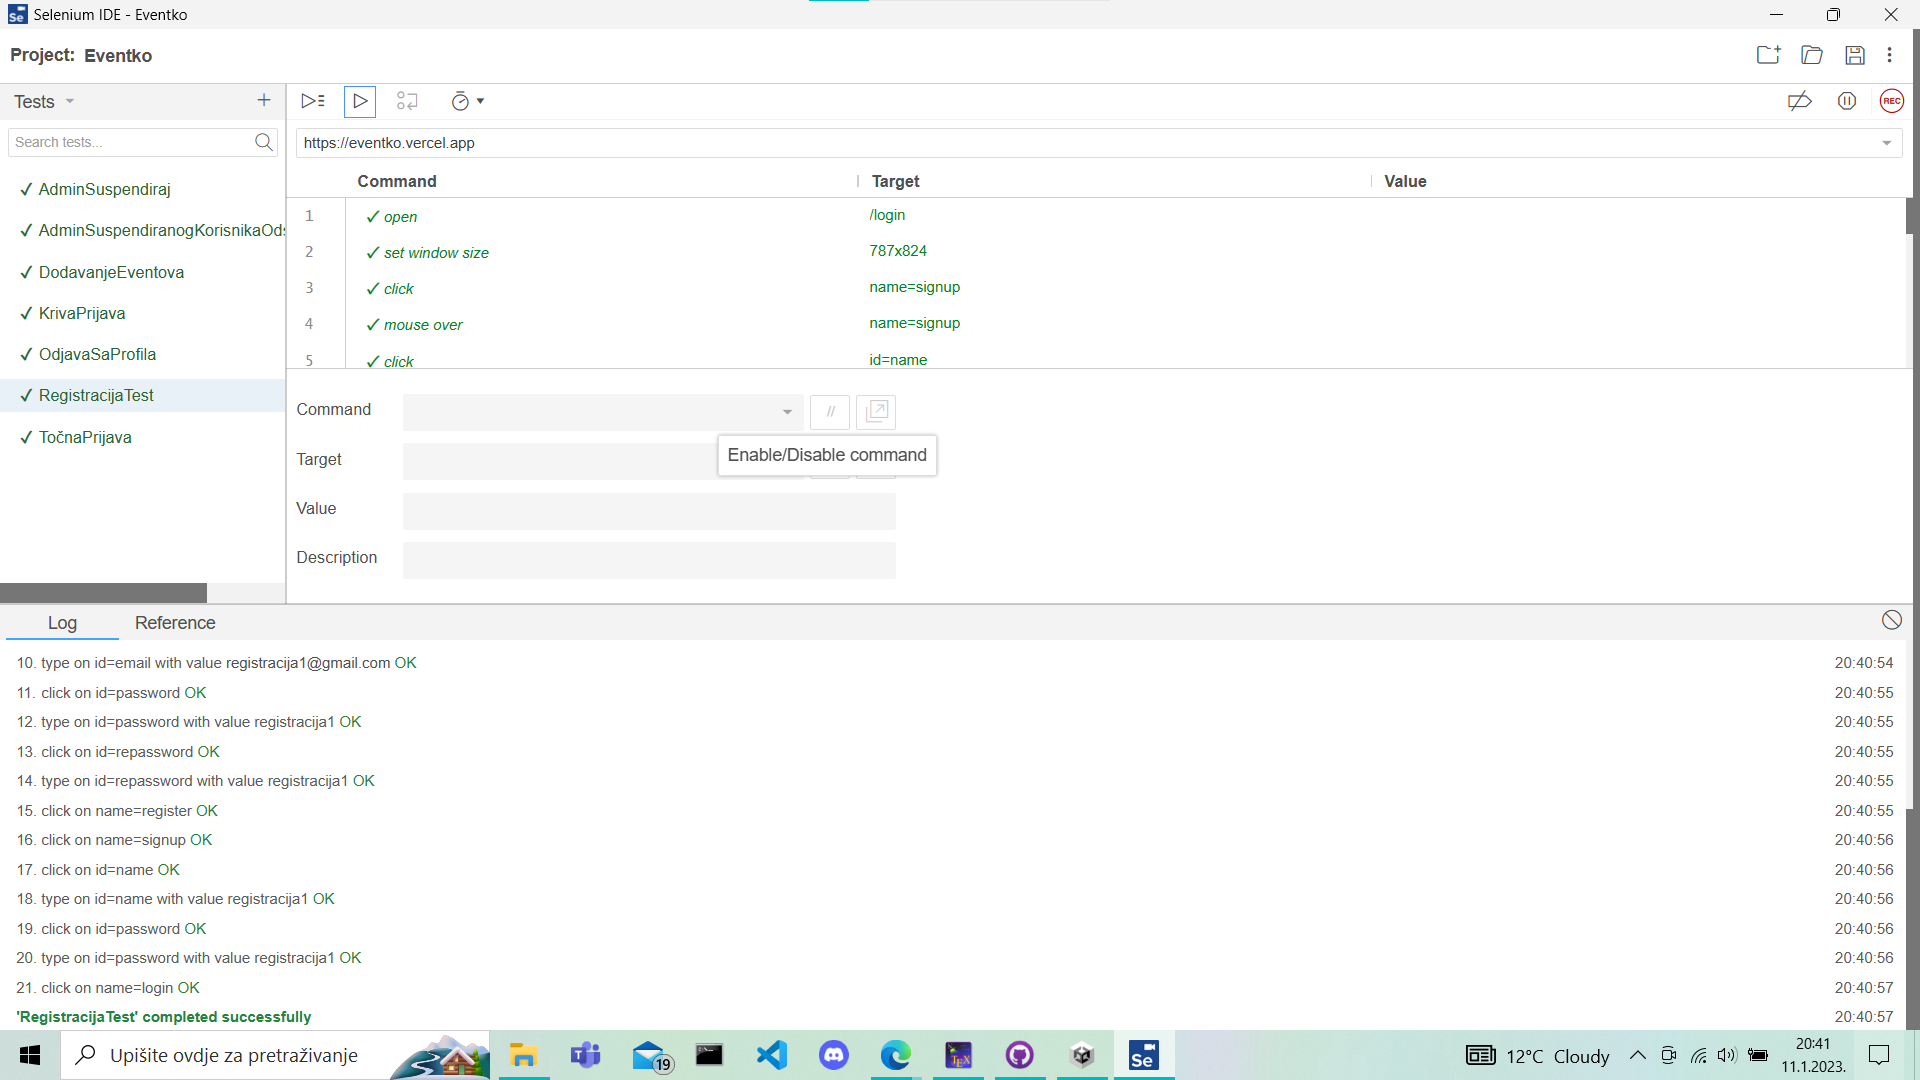 Selenium IDE - Eventko
Project: Eventko
Tests
Search tests...
✓ AdminSuspendiraj
✓ AdminSuspendiranogKorisnikaOds
✓ DodavanjeEventova
✓ KrivaPrijava
✓ OdjavaSaProfila
✓ RegistracijaTest
✓ TočnaPrijava
REC
https://eventko.vercel.app
Command Target Value
1 ✓ open /login
2 ✓ set window size 787x824
3 ✓ click name=signup
4 ✓ mouse over name=signup
5 ✓ click id=name
Command //
Enable/Disable command
Target
Value
Description
Log Reference
10. type on id=email with value registracija1@gmail.com OK 20:40:54
11. click on id=password OK 20:40:55
12. type on id=password with value registracija1 OK 20:40:55
13. click on id=repassword OK 20:40:55
14. type on id=repassword with value registracija1 OK 20:40:55
15. click on name=register OK 20:40:55
16. click on name=signup OK 20:40:56
17. click on id=name OK 20:40:56
18. type on id=name with value registracija1 OK 20:40:56
19. click on id=password OK 20:40:56
20. type on id=password with value registracija1 OK 20:40:56
21. click on name=login OK 20:40:57
'RegistracijaTest' completed successfully 20:40:57
Upišite ovdje za pretraživanje
19
TEX
Se
12°C Cloudy
20:41
11.1.2023.